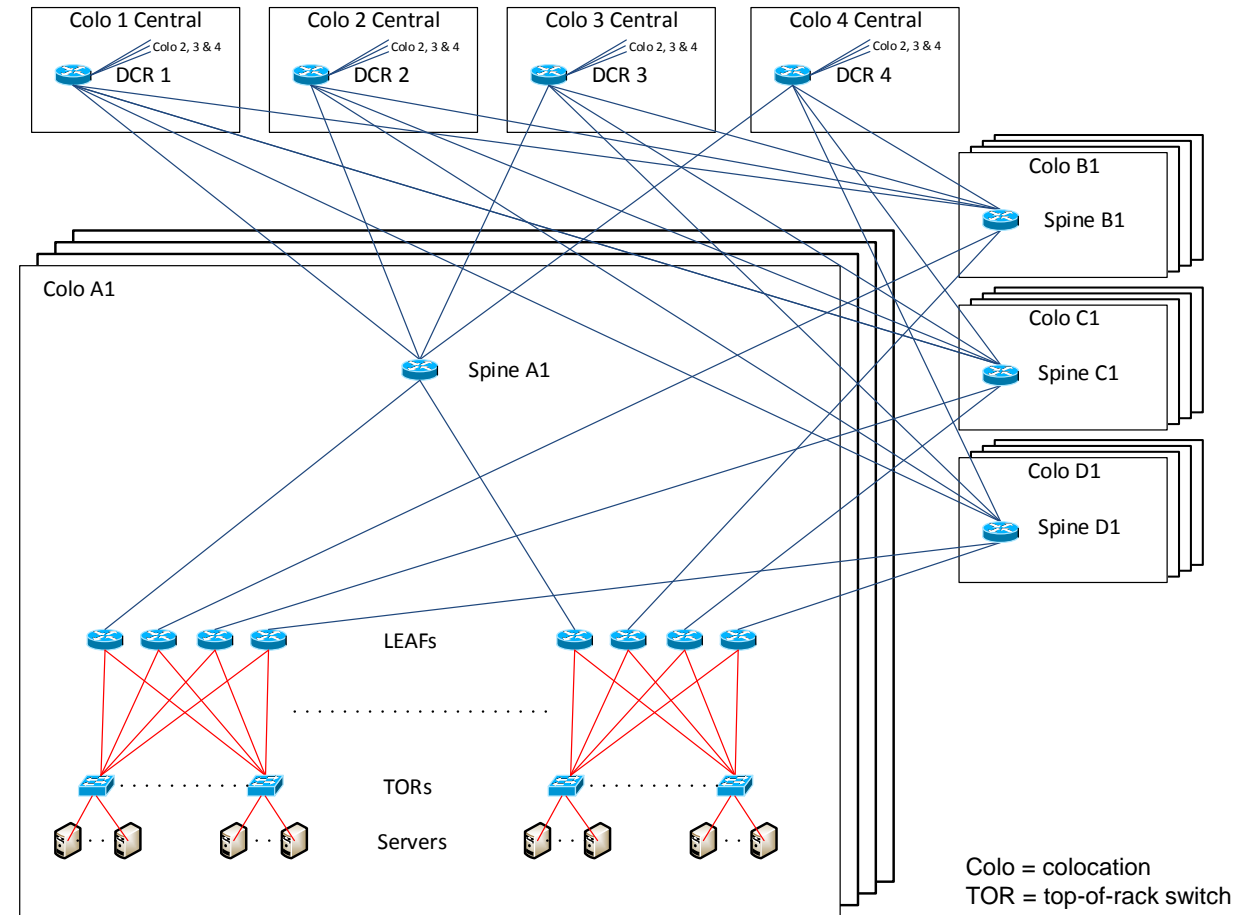 Colo 1 Central
Colo 2, 3 & 4
DCR 1
Colo 2 Central
Colo 2, 3 & 4
DCR 2
Colo 3 Central
Colo 2, 3 & 4
DCR 3
Colo 4 Central
Colo 2, 3 & 4
DCR 4
Colo B1
Spine B1
Colo A1
Spine A1
Colo C1
Spine C1
Colo D1
Spine D1
LEAFs
TORs
Servers
Colo = colocation
TOR = top-of-rack switch